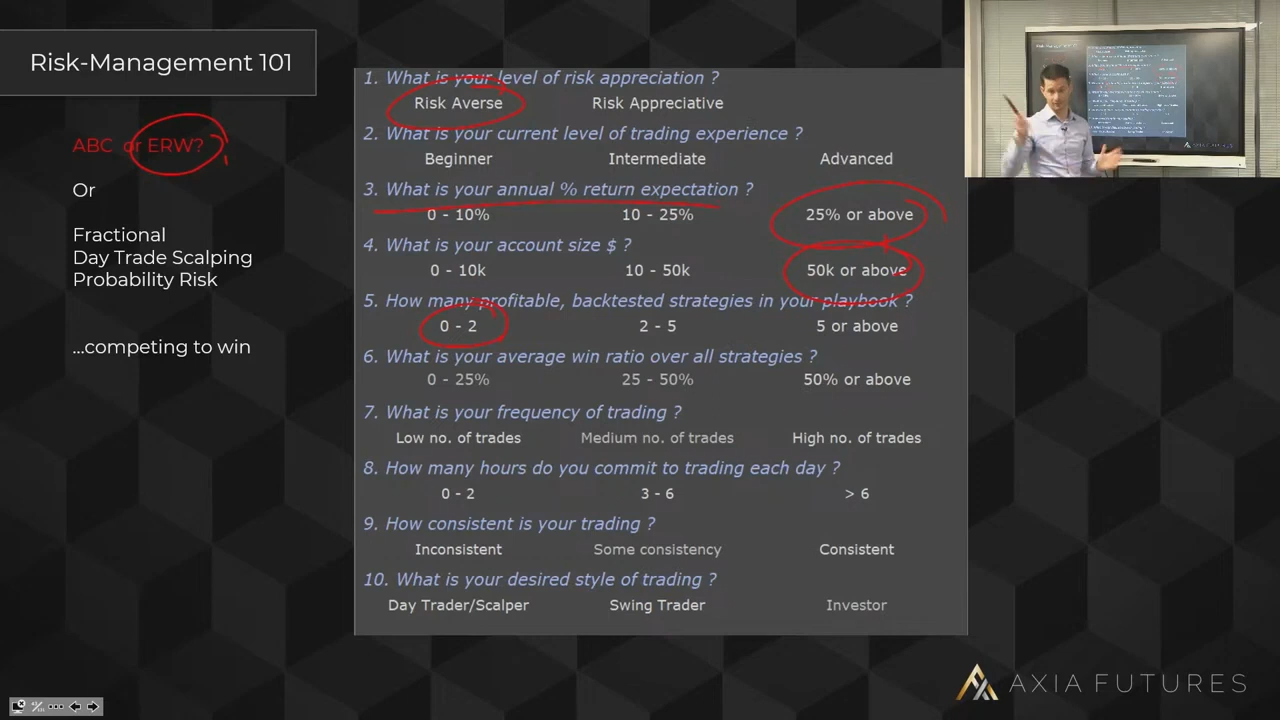 Risk-Management 101
ABC or ERW?
Or
Fractional
Day Trade Scalping
Probability Risk
...competing to win
1. What is your level of risk appreciation ?
Risk Averse Risk Appreciative
2. What is your current level of trading experience ?
Beginner Intermediate Advanced
3. What is your annual % return expectation ?
0 - 10% 10 - 25% 25% or above
4. What is your account size $ ?
0 - 10k 10 - 50k 50k or above
5. How many profitable, backtested strategies in your playbook ?
0 - 2 2 - 5 5 or above
6. What is your average win ratio over all strategies ?
0 - 25% 25 - 50% 50% or above
7. What is your frequency of trading ?
Low no. of trades Medium no. of trades High no. of trades
8. How many hours do you commit to trading each day ?
0 - 2 3 - 6 > 6
9. How consistent is your trading ?
Inconsistent Some consistency Consistent
10. What is your desired style of trading ?
Day Trader/Scalper Swing Trader Investor
AXIA FUTURES